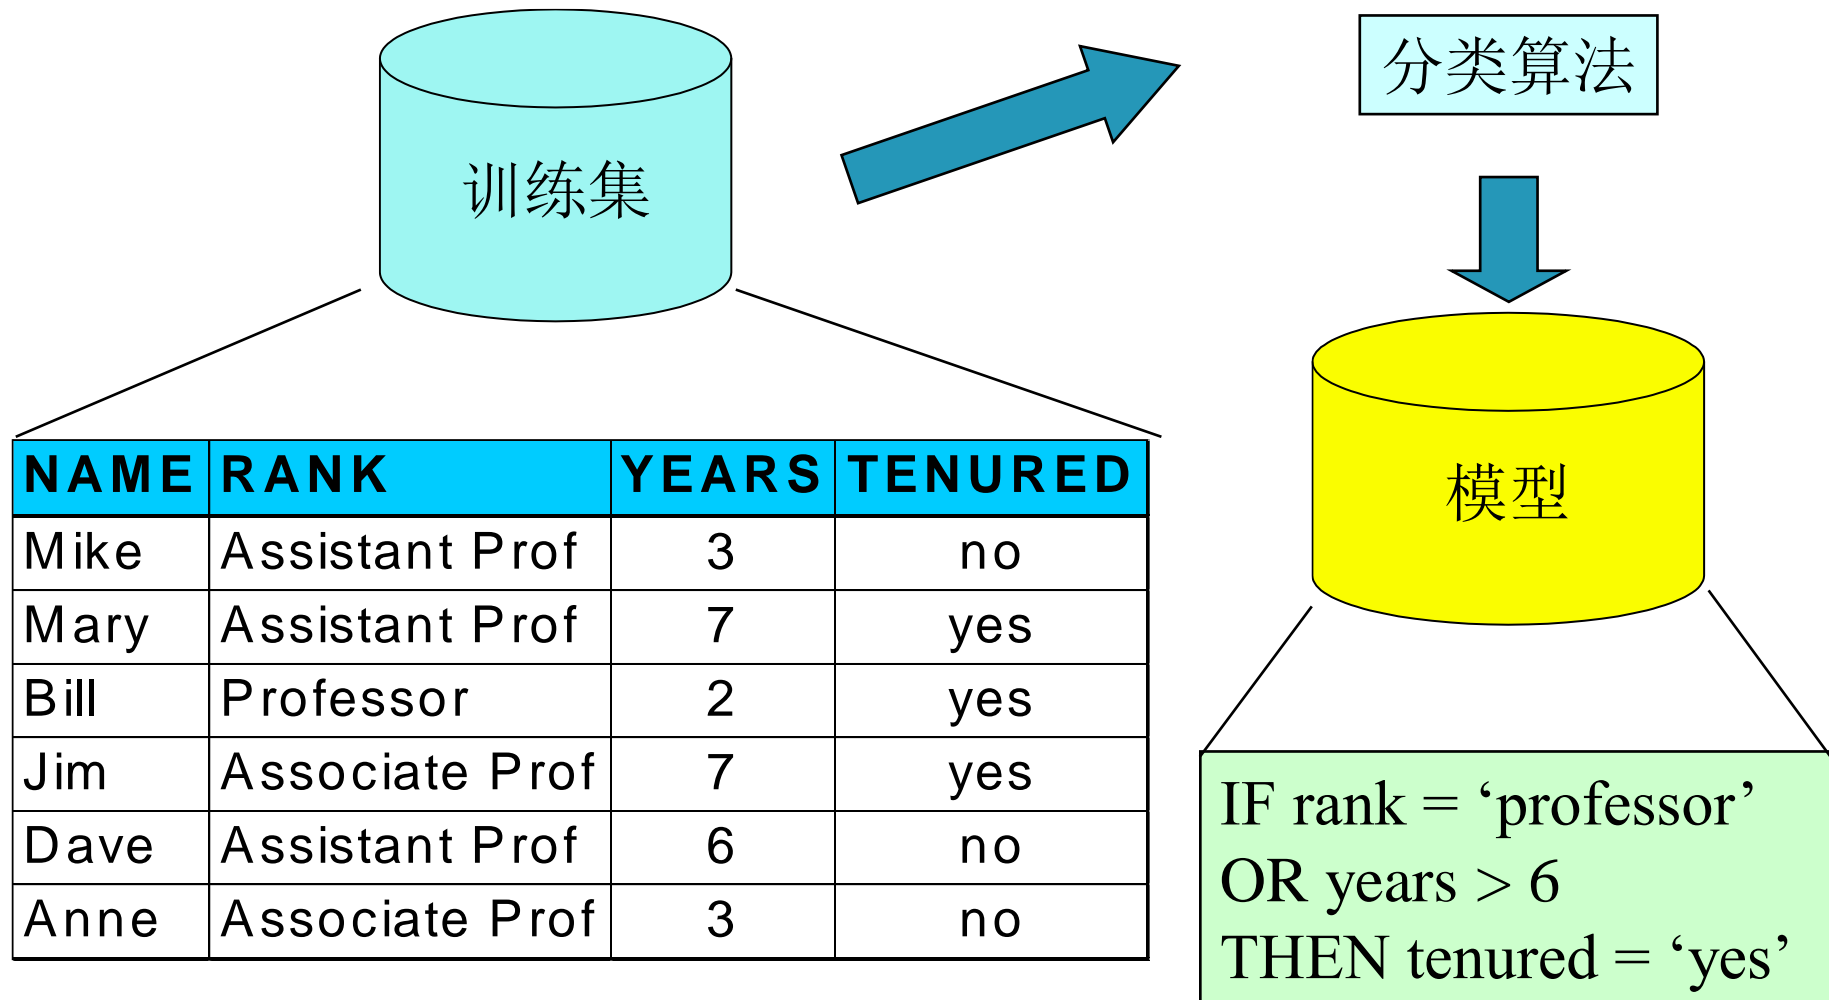 训练集
分类算法
模型
NAME RANK YEARS TENURED
Mike Assistant Prof 3 no
Mary Assistant Prof 7 yes
Bill Professor 2 yes
Jim Associate Prof 7 yes
Dave Assistant Prof 6 no
Anne Associate Prof 3 no
IF rank = ‘professor’
OR years > 6
THEN tenured = ‘yes’